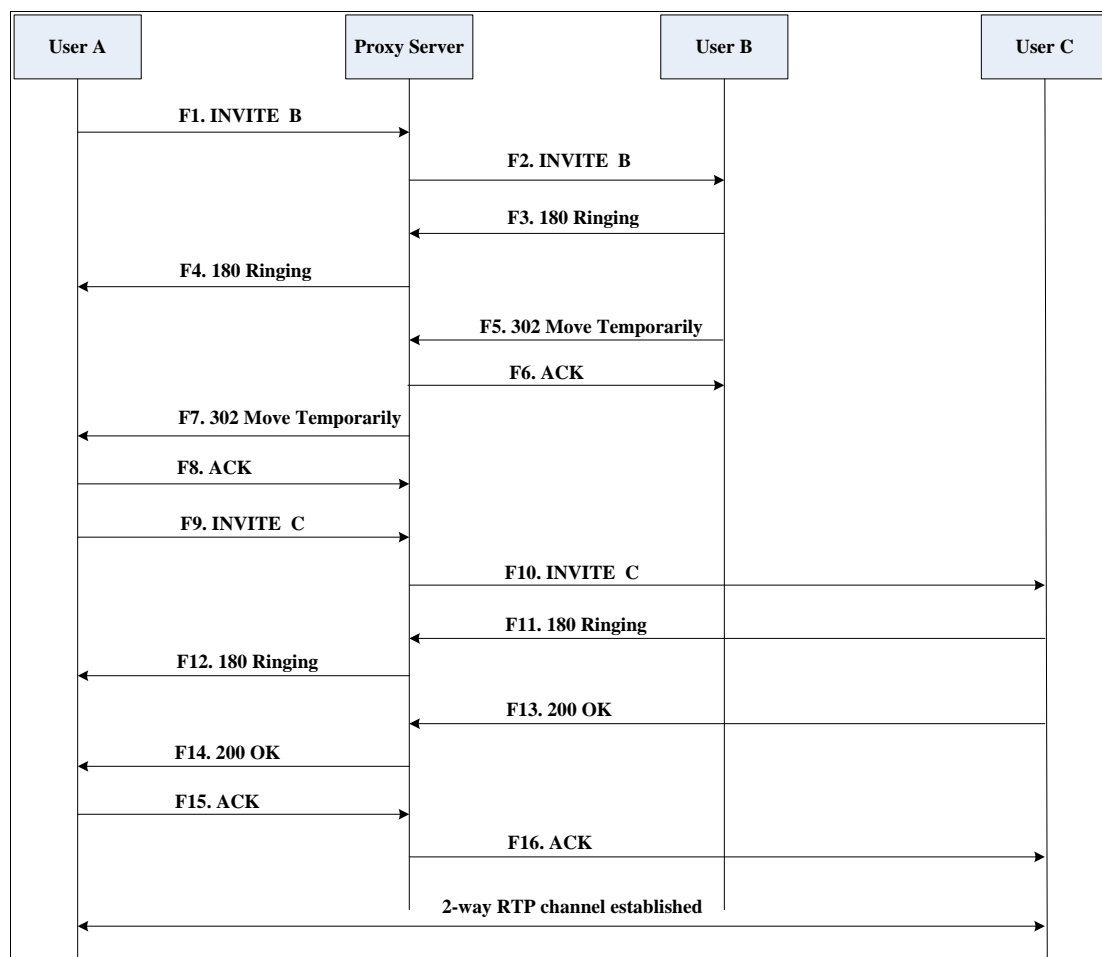 User A
Proxy Server
User B
User C
F1. INVITE B
F2. INVITE B
F3. 180 Ringing
F4. 180 Ringing
F5. 302 Move Temporarily
F6. ACK
F7. 302 Move Temporarily
F8. ACK
F9. INVITE C
F10. INVITE C
F11. 180 Ringing
F12. 180 Ringing
F13. 200 OK
F14. 200 OK
F15. ACK
F16. ACK
2-way RTP channel established